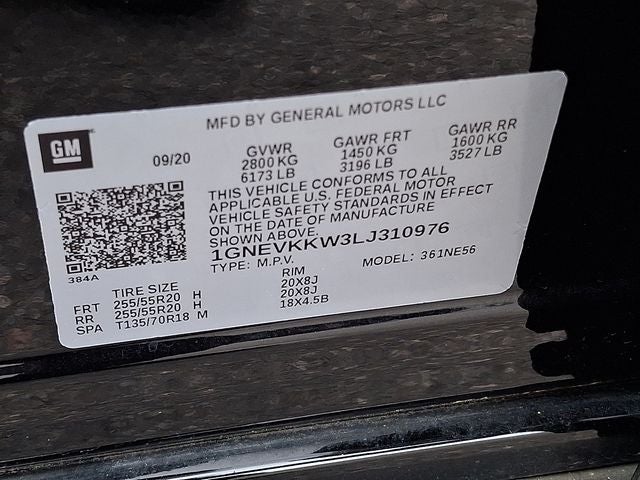 MFD BY GENERAL MOTORS LLC
GM
09/20
GVWR GAWR FRT GAWR RR
2800 KG 1450 KG 1600 KG
6173 LB 3196 LB 3527 LB
THIS VEHICLE CONFORMS TO ALL
APPLICABLE U.S. FEDERAL MOTOR
VEHICLE SAFETY STANDARDS IN EFFECT
ON THE DATE OF MANUFACTURE
SHOWN ABOVE.
1GNEVKKW3LJ310976
384A
TYPE: M.P.V. MODEL: 361NE56
TIRE SIZE RIM
FRT 255/55R20 H 20X8J
RR 255/55R20 H 20X8J
SPA T135/70R18 M 18X4.5B